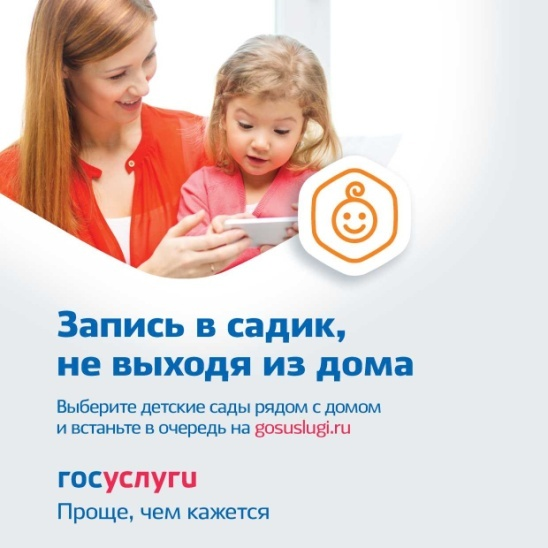 Запись в садик,
не выходя из дома
Выберите детские сады рядом с домом
и встаньте в очередь на gosuslugi.ru
госуслуги
Проще, чем кажется